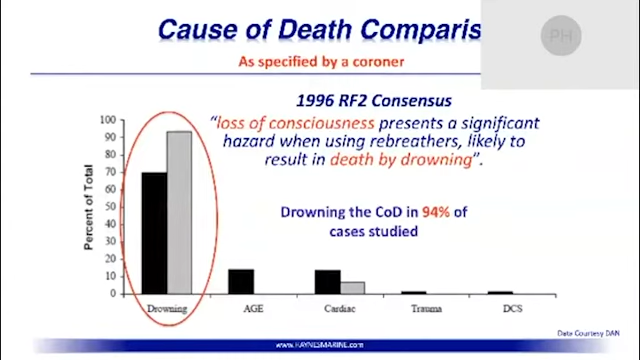 Cause of Death Comparis
PH
As specified by a coroner
1996 RF2 Consensus
"loss of consciousness presents a significant
hazard when using rebreathers, likely to
result in death by drowning".
Drowning the CoD in 94% of
cases studied
Percent of Total
100
90
80
70
60
50
40
30
20
10
0
Drowning
AGE
Cardiac
Trauma
DCS
Data Courtesy DAN
www.HAYNESMARINE.com